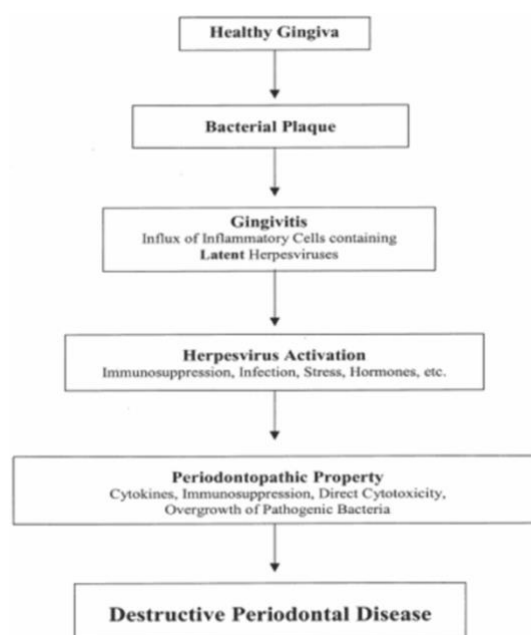 Healthy Gingiva
Bacterial Plaque
Gingivitis
Influx of Inflammatory Cells containing
Latent Herpesviruses
Herpesvirus Activation
Immunosuppression, Infection, Stress, Hormones, etc.
Periodontopathic Property
Cytokines, Immunosuppression, Direct Cytotoxicity,
Overgrowth of Pathogenic Bacteria
Destructive Periodontal Disease